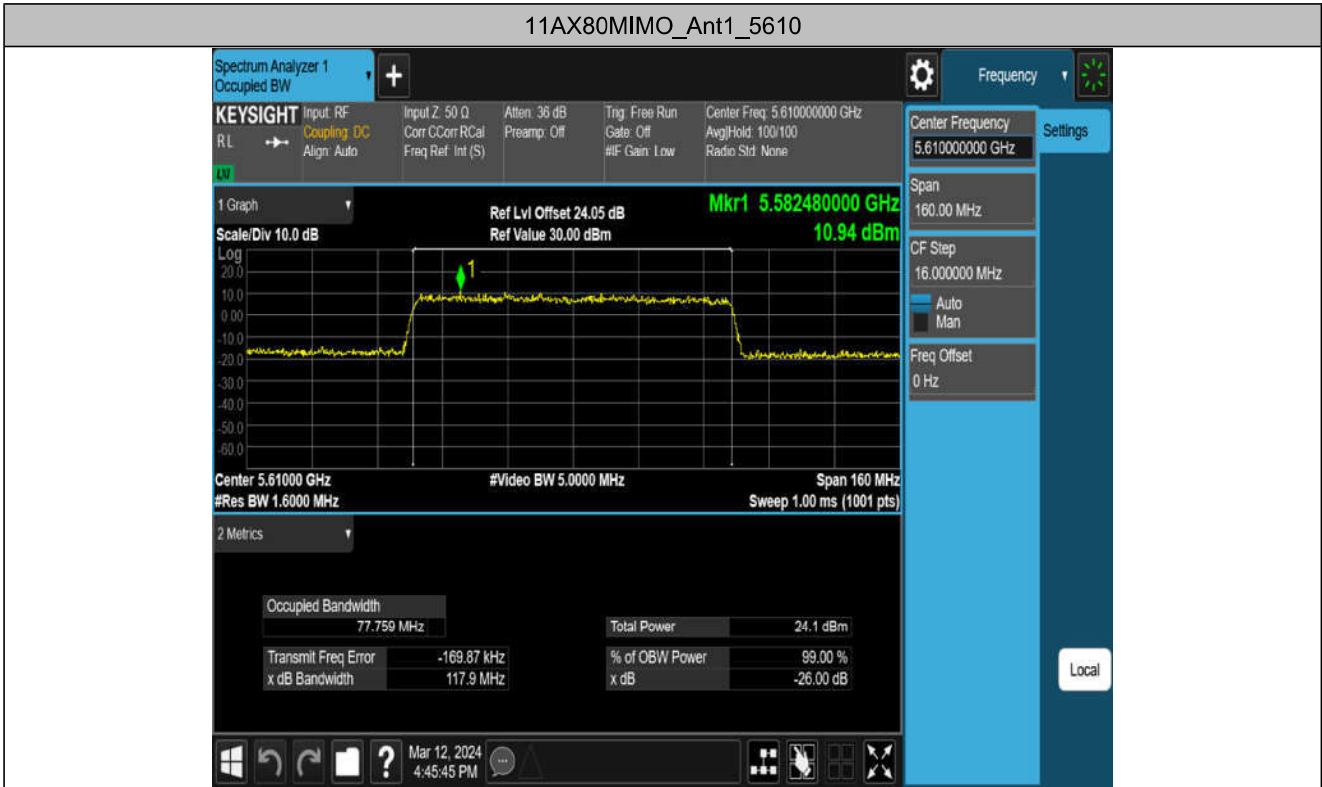 11AX80MIMO_Ant1_5610
Spectrum Analyzer 1
Occupied BW
+
Frequency
KEYSIGHT
RL
LXI
Input: RF
Coupling: DC
Align: Auto
Input Z: 50 Ω
Corr CCorr RCal
Freq Ref: Int (S)
Atten: 36 dB
Preamp: Off
Trig: Free Run
Gate: Off
#IF Gain: Low
Center Freq: 5.610000000 GHz
Avg|Hold: 100/100
Radio Std: None
Center Frequency
5.610000000 GHz
Settings
Span
160.00 MHz
CF Step
16.000000 MHz
Auto
Man
Freq Offset
0 Hz
Local
1 Graph
Scale/Div 10.0 dB
Ref Lvl Offset 24.05 dB
Ref Value 30.00 dBm
Mkr1 5.582480000 GHz
10.94 dBm
Log
20.0
10.0
0.00
-10.0
-20.0
-30.0
-40.0
-50.0
-60.0
1
Center 5.61000 GHz
#Video BW 5.0000 MHz
Span 160 MHz
#Res BW 1.6000 MHz
Sweep 1.00 ms (1001 pts)
2 Metrics
Occupied Bandwidth
77.759 MHz
Total Power 24.1 dBm
Transmit Freq Error -169.87 kHz
% of OBW Power 99.00 %
x dB Bandwidth 117.9 MHz
x dB -26.00 dB
?
Mar 12, 2024
4:45:45 PM